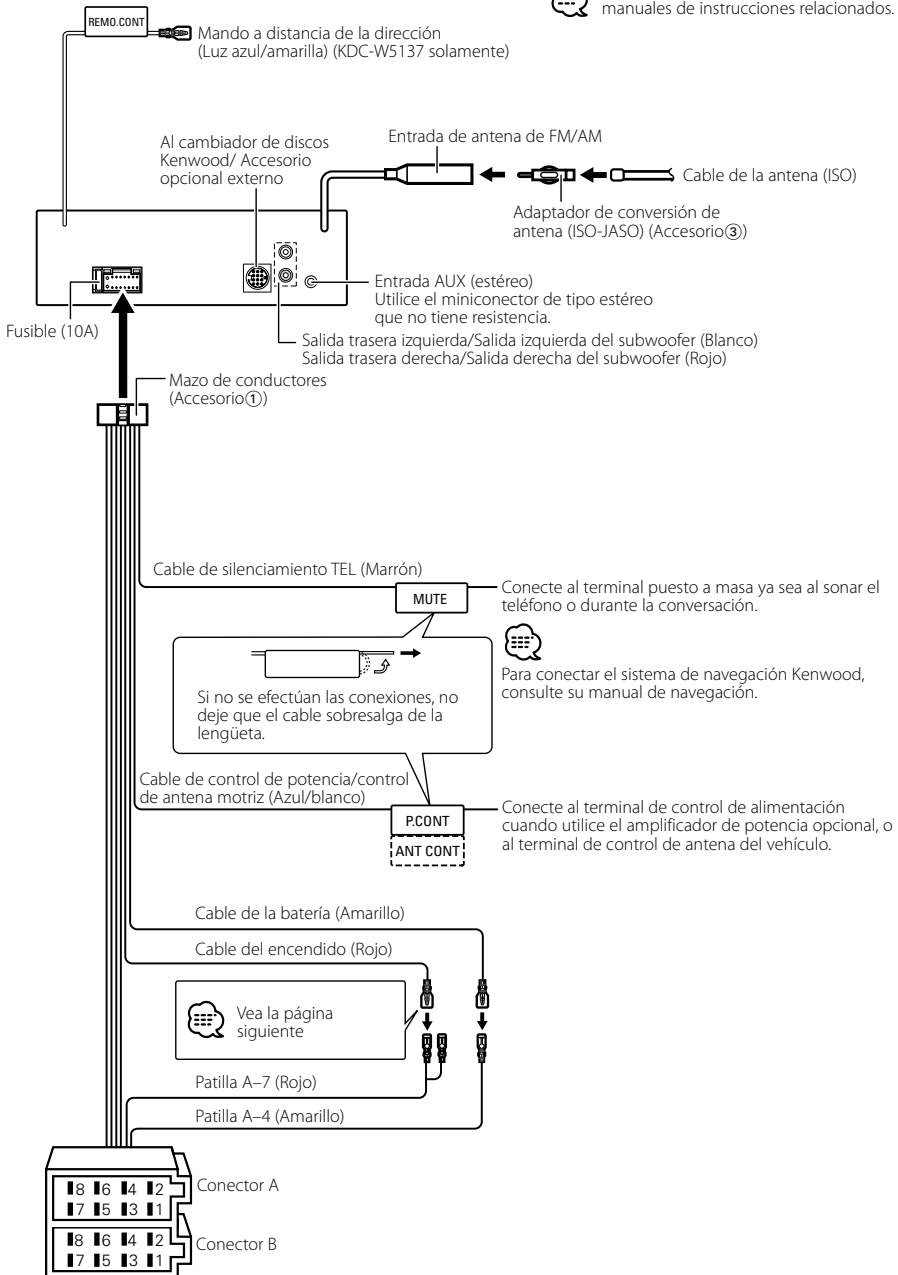 manuales de instrucciones relacionados.
REMO.CONT
Mando a distancia de la dirección
(Luz azul/amarilla) (KDC-W5137 solamente)
Al cambiador de discos
Kenwood/ Accesorio
opcional externo
Entrada de antena de FM/AM
Cable de la antena (ISO)
Adaptador de conversión de
antena (ISO-JASO) (Accesorio③)
Entrada AUX (estéreo)
Utilice el miniconector de tipo estéreo
que no tiene resistencia.
Fusible (10A)
Salida trasera izquierda/Salida izquierda del subwoofer (Blanco)
Salida trasera derecha/Salida derecha del subwoofer (Rojo)
Mazo de conductores
(Accesorio①)
Cable de silenciamiento TEL (Marrón)
MUTE
Conecte al terminal puesto a masa ya sea al sonar el
teléfono o durante la conversación.
Para conectar el sistema de navegación Kenwood,
consulte su manual de navegación.
Si no se efectúan las conexiones, no
deje que el cable sobresalga de la
lengüeta.
Cable de control de potencia/control
de antena motriz (Azul/blanco)
P.CONT
ANT CONT
Conecte al terminal de control de alimentación
cuando utilice el amplificador de potencia opcional, o
al terminal de control de antena del vehículo.
Cable de la batería (Amarillo)
Cable del encendido (Rojo)
Vea la página
siguiente
Patilla A–7 (Rojo)
Patilla A–4 (Amarillo)
8 6 4 2
7 5 3 1
Conector A
8 6 4 2
7 5 3 1
Conector B